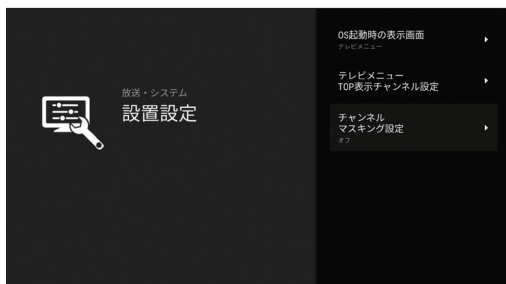 放送・システム
設置設定
OS起動時の表示画面
テレビメニュー
テレビメニュー
TOP表示チャンネル設定
チャンネル
マスキング設定
オフ